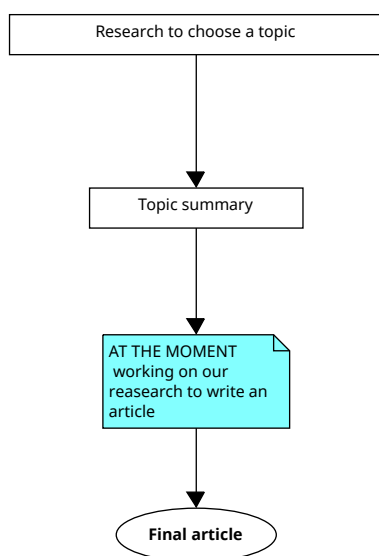 Research to choose a topic
Topic summary
AT THE MOMENT
working on our
reasearch to write an
article
Final article